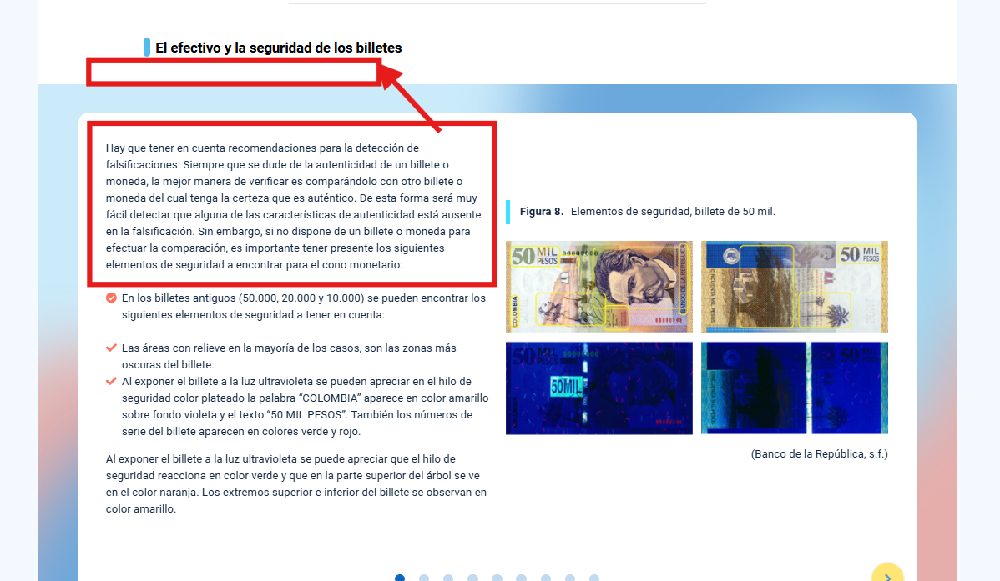 El efectivo y la seguridad de los billetes
Hay que tener en cuenta recomendaciones para la detección de
falsificaciones. Siempre que se dude de la autenticidad de un billete o
moneda, la mejor manera de verificar es comparándolo con otro billete o
moneda del cual tenga la certeza que es auténtico. De esta forma será muy
fácil detectar que alguna de las características de autenticidad está ausente
en la falsificación. Sin embargo, si no dispone de un billete o moneda para
efectuar la comparación, es importante tener presente los siguientes
elementos de seguridad a encontrar para el cono monetario:
En los billetes antiguos (50.000, 20.000 y 10.000) se pueden encontrar los
siguientes elementos de seguridad a tener en cuenta:
Las áreas con relieve en la mayoría de los casos, son las zonas más
oscuras del billete.
Al exponer el billete a la luz ultravioleta se pueden apreciar en el hilo de
seguridad color plateado la palabra “COLOMBIA” aparece en color amarillo
sobre fondo violeta y el texto “50 MIL PESOS”. También los números de
serie del billete aparecen en colores verde y rojo.
Al exponer el billete a la luz ultravioleta se puede apreciar que el hilo de
seguridad reacciona en color verde y que en la parte superior del árbol se ve
en el color naranja. Los extremos superior e inferior del billete se observan en
color amarillo.
Figura 8. Elementos de seguridad, billete de 50 mil.
50 MIL
PESOS
00000000
COLOMBIA
BANCO DE LA REPUBLICA
00000000
50 MIL
PESOS
CINCUENTA MIL PESOS
50 MIL
PESOS
50MIL
50 MIL
(Banco de la República, s.f.)